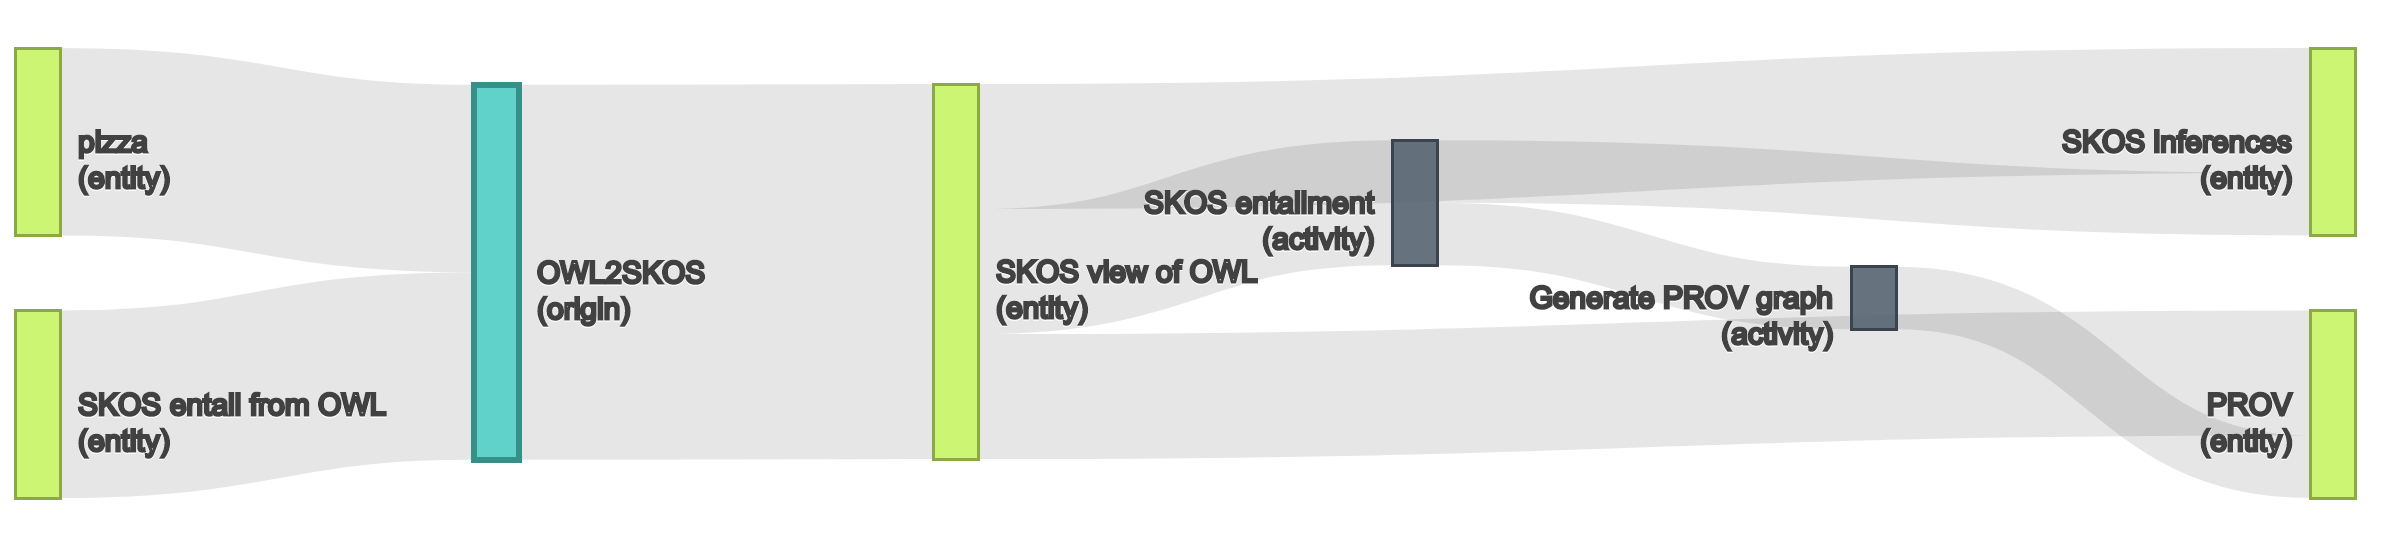 pizza
(entity)
SKOS entail from OWL
(entity)
OWL2SKOS
(origin)
SKOS view of OWL
(entity)
SKOS entailment
(activity)
Generate PROV graph
(activity)
SKOS inferences
(entity)
PROV
(entity)